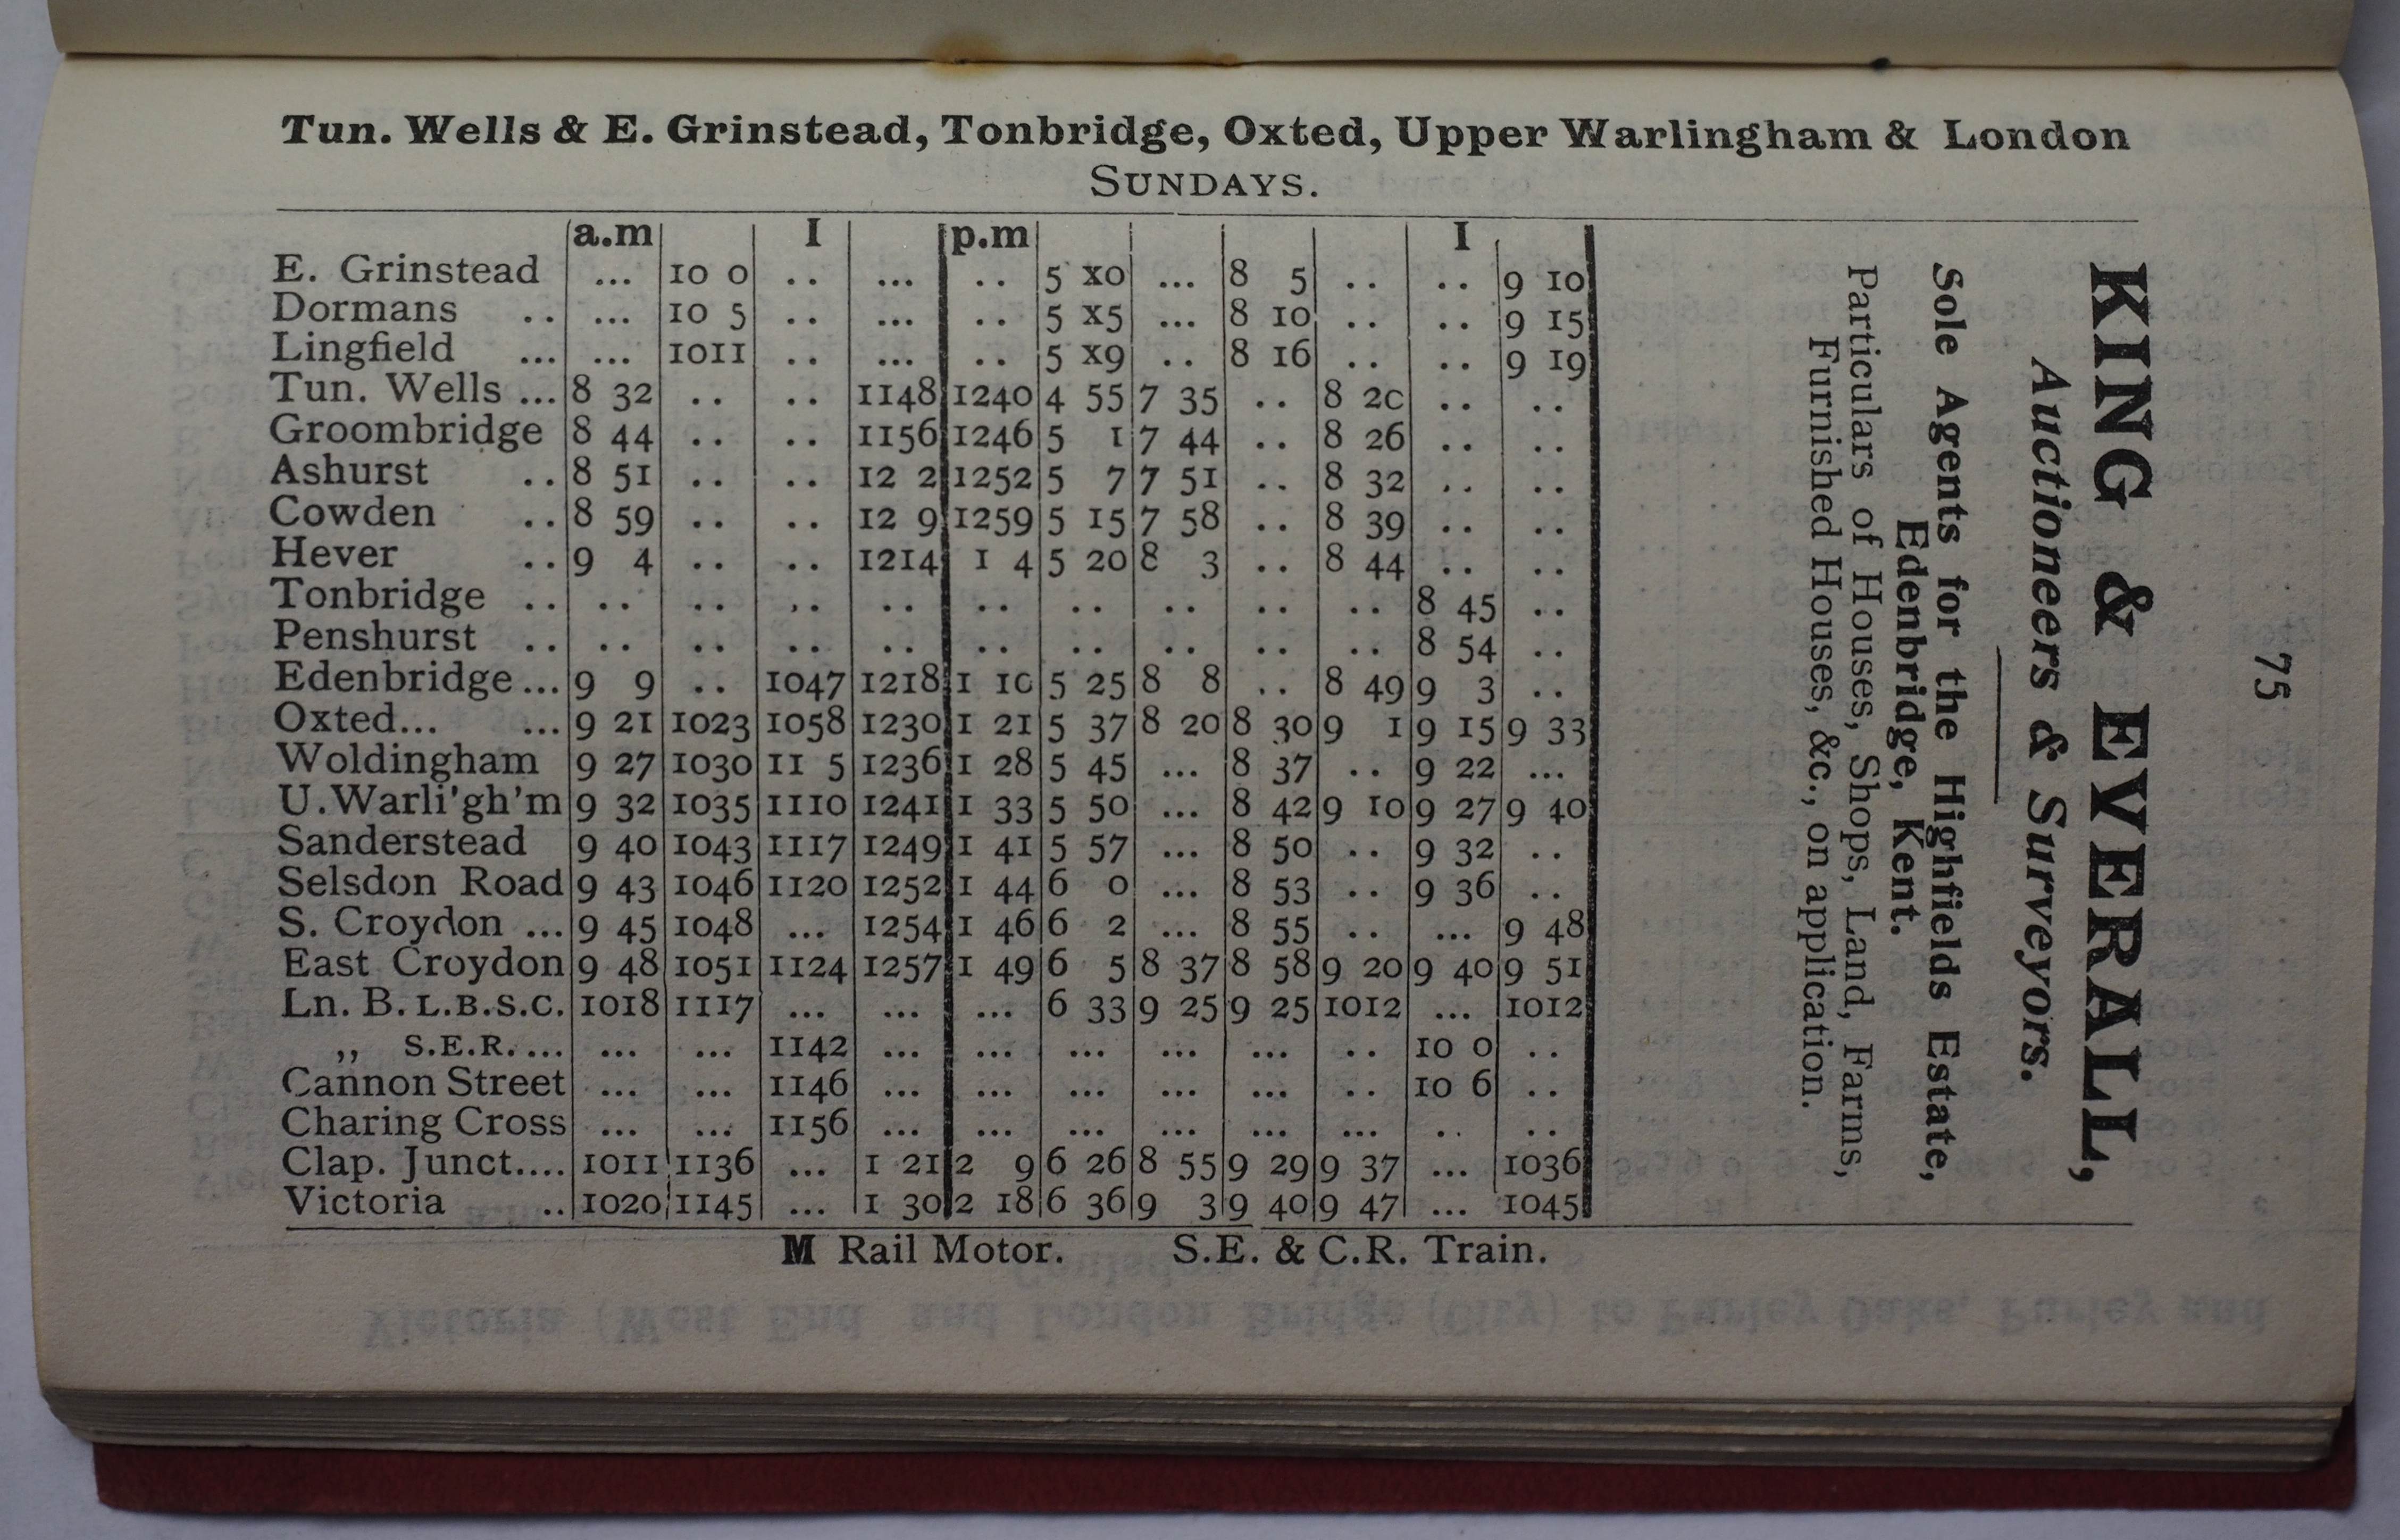 Tun. Wells & E. Grinstead, Tonbridge, Oxted, Upper Warlingham & London
SUNDAYS.
a.m I p.m I
E. Grinstead ... 10 0 .. ... .. 5 x0 ... 8 5 .. .. 9 10
Dormans .. ... 10 5 .. ... .. 5 x5 ... 8 10 .. .. 9 15
Lingfield ... ... 1011 .. ... .. 5 x9 .. 8 16 .. .. 9 19
Tun. Wells ... 8 32 .. .. 1148 1240 4 55 7 35 .. 8 20 .. ..
Groombridge 8 44 .. .. 1156 1246 5 1 7 44 .. 8 26 .. ..
Ashurst .. 8 51 .. .. 12 2 1252 5 7 7 51 .. 8 32 .. ..
Cowden .. 8 59 .. .. 12 9 1259 5 15 7 58 .. 8 39 .. ..
Hever .. 9 4 .. .. 1214 1 4 5 20 8 3 .. 8 44 .. ..
Tonbridge .. .. .. .. .. .. .. .. .. .. 8 45 ..
Penshurst .. .. .. .. .. .. .. .. .. .. 8 54 ..
Edenbridge ... 9 9 .. 1047 1218 1 10 5 25 8 8 .. 8 49 9 3 ..
Oxted... ... 9 21 1023 1058 1230 1 21 5 37 8 20 8 30 9 1 9 15 9 33
Woldingham 9 27 1030 11 5 1236 1 28 5 45 ... 8 37 .. 9 22 ...
U.Warli'gh'm 9 32 1035 1110 1241 1 33 5 50 ... 8 42 9 10 9 27 9 40
Sanderstead 9 40 1043 1117 1249 1 41 5 57 ... 8 50 .. 9 32 ..
Selsdon Road 9 43 1046 1120 1252 1 44 6 0 ... 8 53 .. 9 36 ..
S. Croydon ... 9 45 1048 ... 1254 1 46 6 2 ... 8 55 .. ... 9 48
East Croydon 9 48 1051 1124 1257 1 49 6 5 8 37 8 58 9 20 9 40 9 51
Ln. B. L.B.S.C. 1018 1117 ... ... ... 6 33 9 25 9 25 1012 ... 1012
,, S.E.R. ... ... ... 1142 ... ... ... ... ... .. 10 0 ..
Cannon Street ... ... 1146 ... ... ... ... ... .. 10 6 ..
Charing Cross ... ... 1156 ... ... ... ... ... ... .. ..
Clap. Junct.... 1011 1136 ... 1 21 2 9 6 26 8 55 9 29 9 37 ... 1036
Victoria .. 1020 1145 ... 1 30 2 18 6 36 9 3 9 40 9 47 ... 1045
M Rail Motor. S.E. & C.R. Train.
KING & EVERALL,
Auctioneers & Surveyors.
Sole Agents for the Highfields Estate,
Edenbridge, Kent.
Particulars of Houses, Shops, Land, Farms,
Furnished Houses, &c., on application.
75